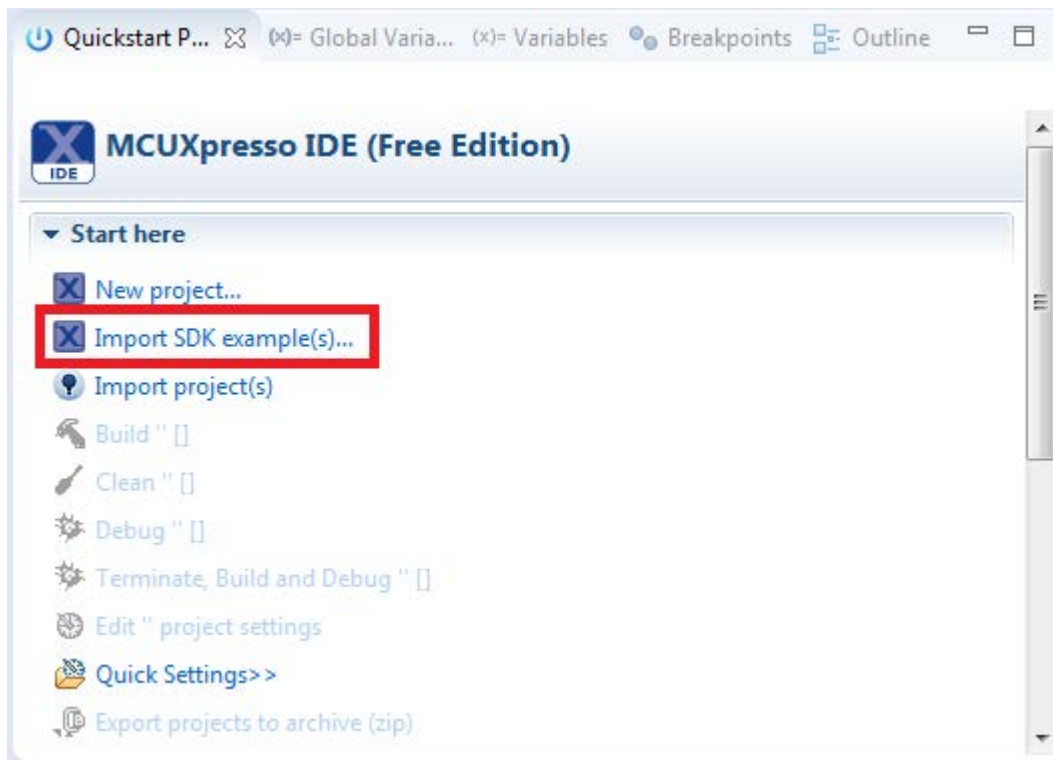 Quickstart P... (x)= Global Varia... (x)= Variables Breakpoints Outline
MCUXpresso IDE (Free Edition)
IDE
Start here
New project...
Import SDK example(s)...
Import project(s)
Build '' []
Clean '' []
Debug '' []
Terminate, Build and Debug '' []
Edit '' project settings
Quick Settings>>
Export projects to archive (zip)